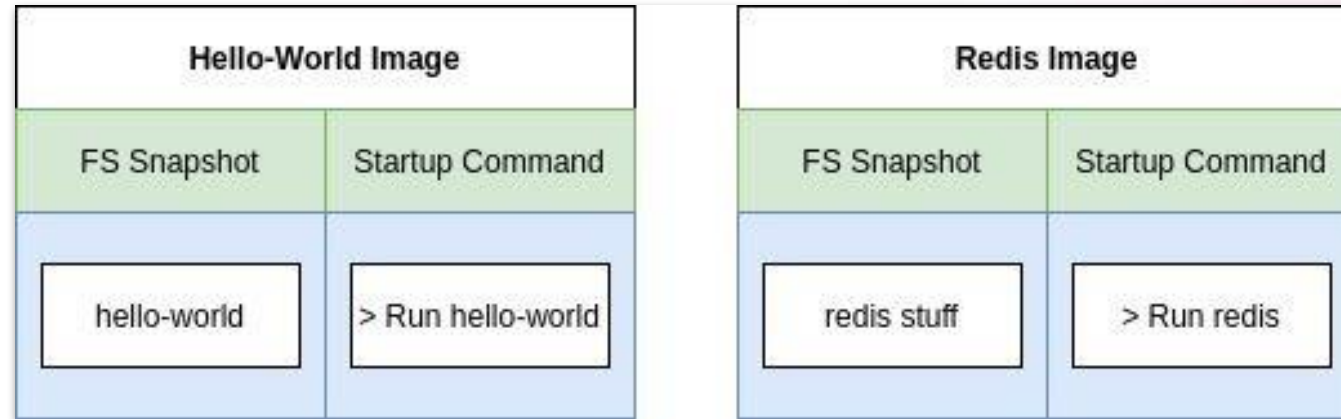 Hello-World Image
FS Snapshot
Startup Command
hello-world
> Run hello-world
Redis Image
FS Snapshot
Startup Command
redis stuff
> Run redis